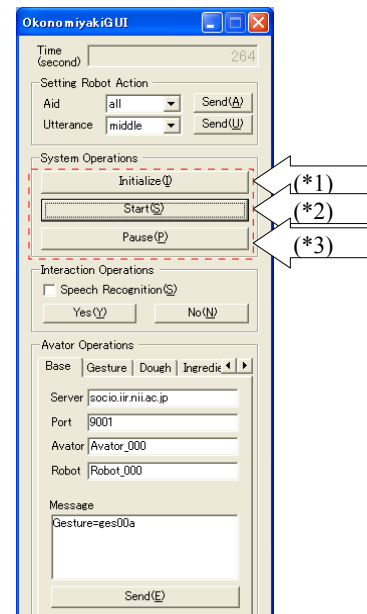 OkonomiyakiGUI
Time
(second) 264
Setting Robot Action
Aid all Send(A)
Utterance middle Send(U)
System Operations
Initialize(I) (*1)
Start(S) (*2)
Pause(P) (*3)
Interaction Operations
Speech Recognition(S)
Yes(Y) No(N)
Avator Operations
Base Gesture Dough Ingredie
Server socio.iir.nii.ac.jp
Port 9001
Avator Avator_000
Robot Robot_000
Message
Gesture=ges00a
Send(E)